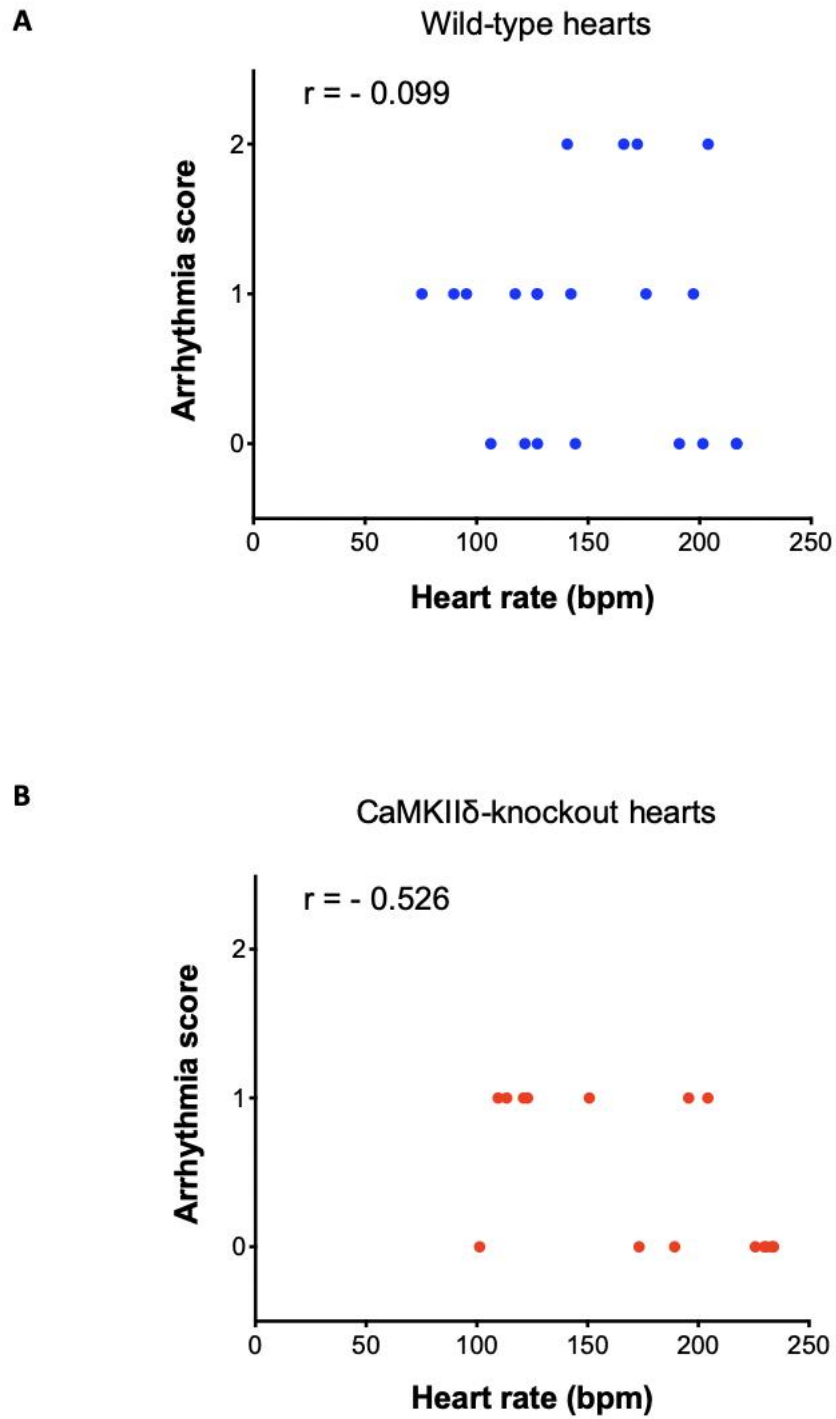 A
Wild-type hearts
r = - 0.099
Arrhythmia score
2
1
0
0 50 100 150 200 250
Heart rate (bpm)
B
CaMKIIδ-knockout hearts
r = - 0.526
Arrhythmia score
2
1
0
0 50 100 150 200 250
Heart rate (bpm)